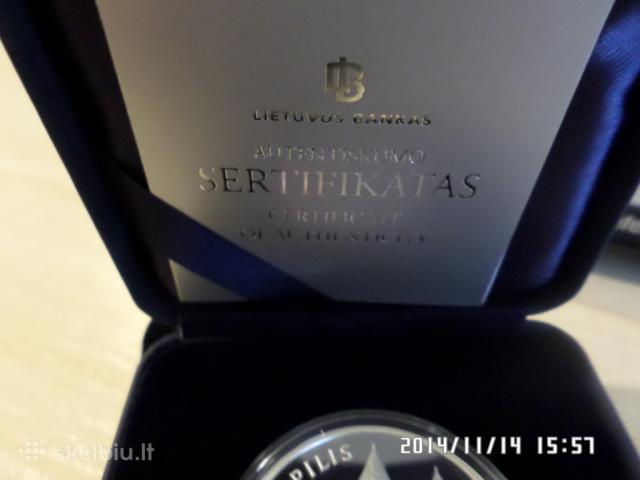 LIETUVOS BANKAS
AUTENTIŠKUMO
SERTIFIKATAS
CERTIFICATE
OF AUTHENTICITY
PILIS
2014/11/14 15:57
skelbiu.lt